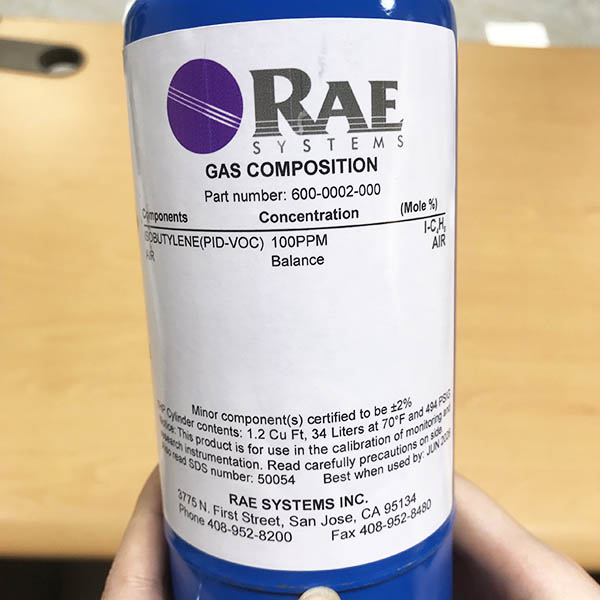 RAE
SYSTEMS
GAS COMPOSITION
Part number: 600-0002-000
Components Concentration (Mole %)
ISOBUTYLENE(PID-VOC) 100PPM
AIR Balance AIR
Minor component(s) certified to be ±2%
Cylinder contents: 1.2 Cu Ft, 34 Liters at 70°F and 494 PSIG
Notice: This product is for use in the calibration of monitoring and
research instrumentation. Read carefully precautions on side.
Also read SDS number: 50054 Best when used by: JUN
RAE SYSTEMS INC.
3775 N. First Street, San Jose, CA 95134
Phone 408-952-8200 Fax 408-952-8480